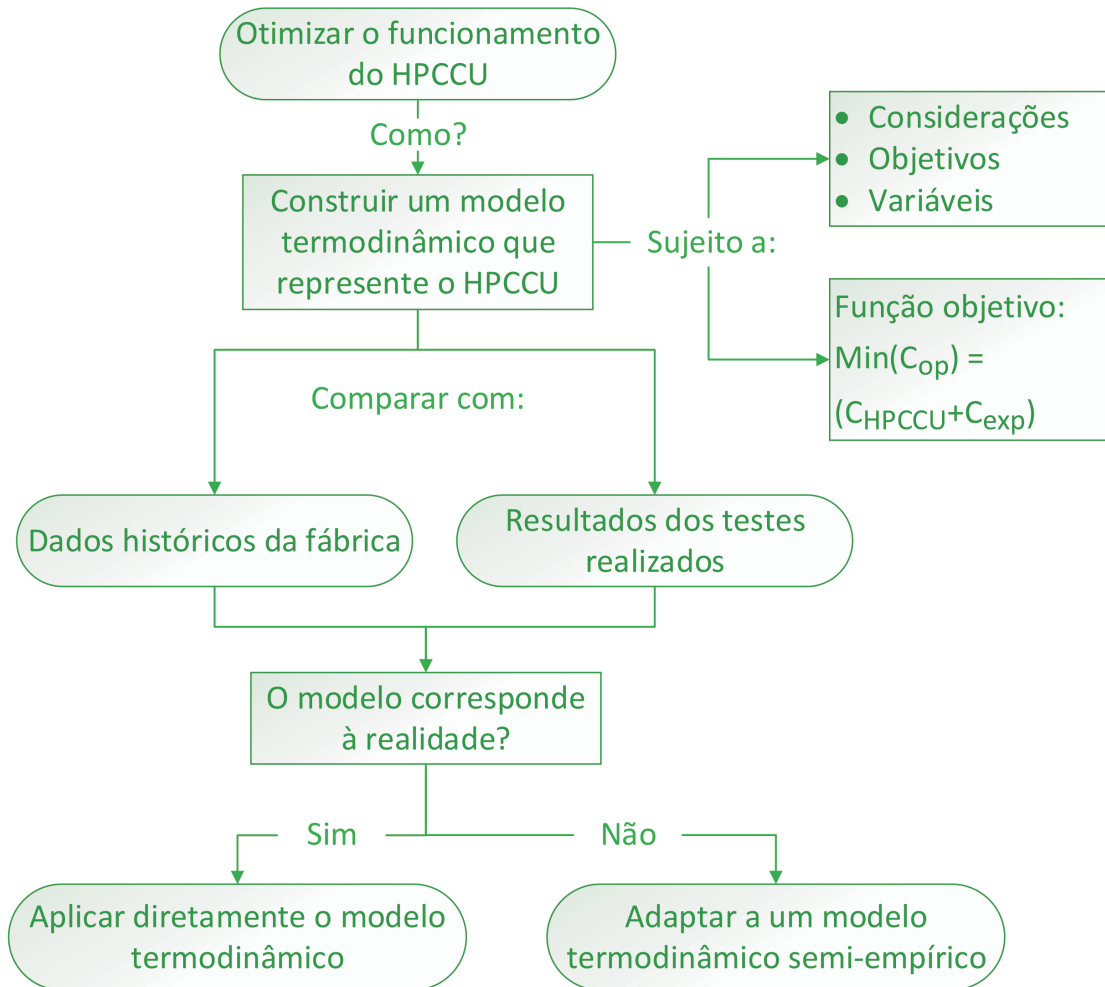 Otimizar o funcionamento
do HPCCU
Como?
Construir um modelo
termodinâmico que
represente o HPCCU
Sujeito a:
• Considerações
• Objetivos
• Variáveis
Função objetivo:
Min(Cop) =
(CHPCCU+Cexp)
Comparar com:
Dados históricos da fábrica
Resultados dos testes
realizados
O modelo corresponde
à realidade?
Sim
Não
Aplicar diretamente o modelo
termodinâmico
Adaptar a um modelo
termodinâmico semi-empírico